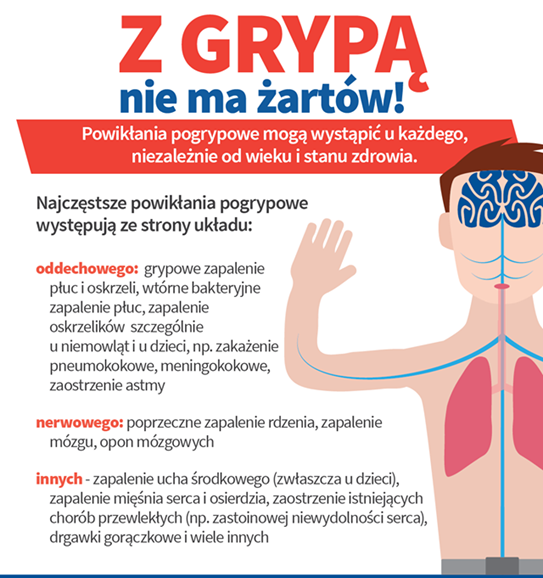 Z GRYPĄ
nie ma żartów!
Powikłania pogrypowe mogą wystąpić u każdego,
niezależnie od wieku i stanu zdrowia.
Najczęstsze powikłania pogrypowe
występują ze strony układu:
oddechowego: grypowe zapalenie
płuc i oskrzeli, wtórne bakteryjne
zapalenie płuc, zapalenie
oskrzelików szczególnie
u niemowląt i u dzieci, np. zakażenie
pneumokokowe, meningokokowe,
zaostrzenie astmy
nerwowego: poprzeczne zapalenie rdzenia, zapalenie
mózgu, opon mózgowych
innych - zapalenie ucha środkowego (zwłaszcza u dzieci),
zapalenie mięśnia serca i osierdzia, zaostrzenie istniejących
chorób przewlekłych (np. zastoinowej niewydolności serca),
drgawki gorączkowe i wiele innych